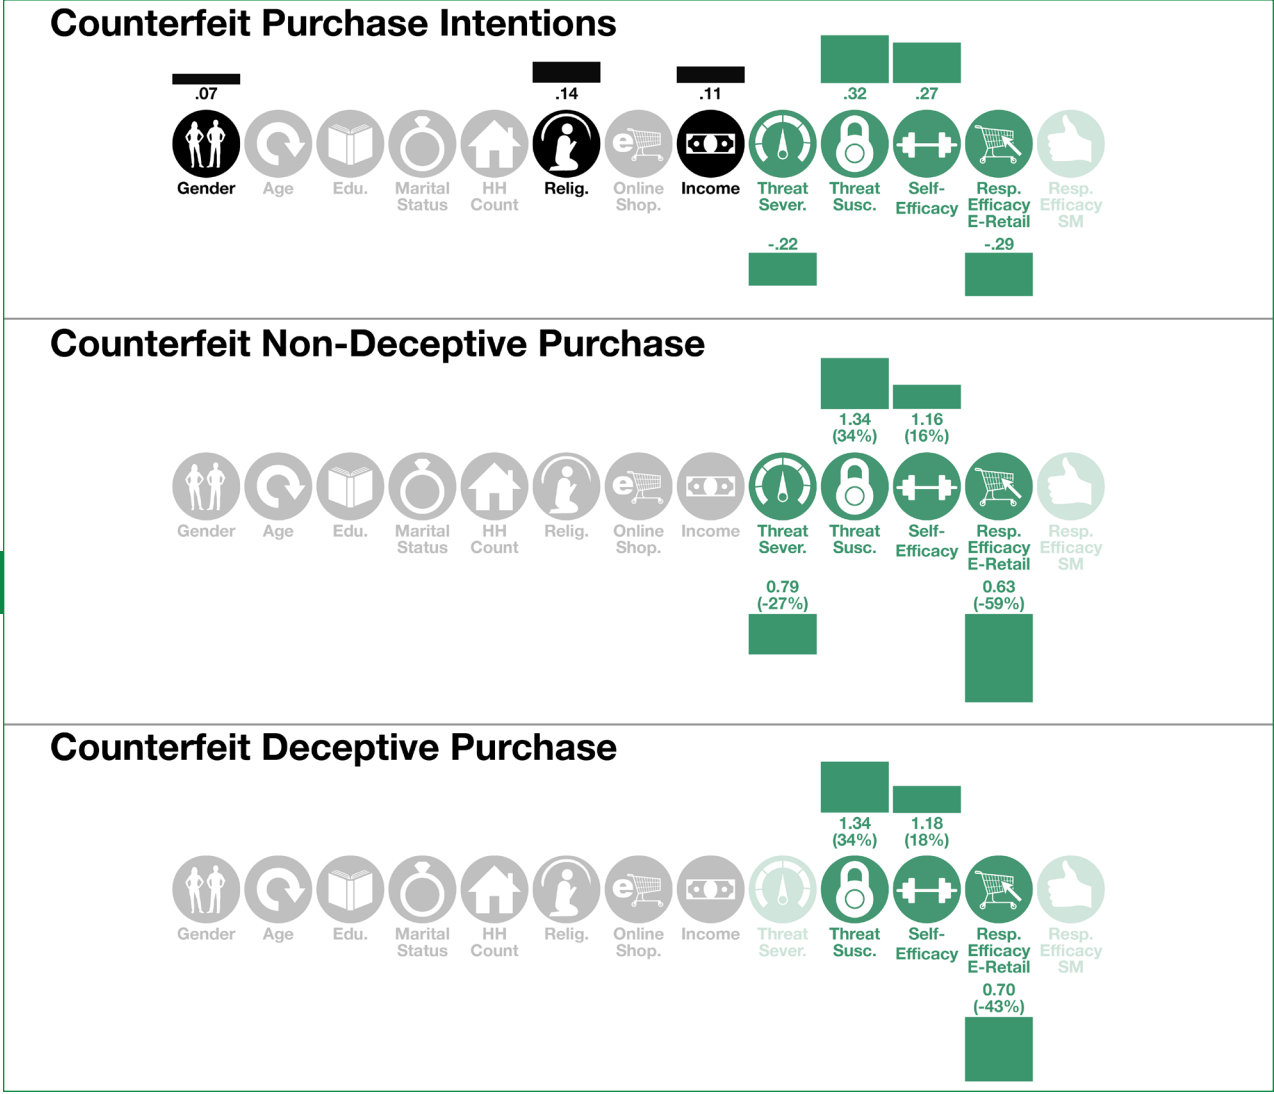 Counterfeit Purchase Intentions
.07 .14 .11 .32 .27
e
Gender Age Edu. Marital HH Relig. Online Income Threat Threat Self- Resp. Resp.
Status Count Shop. Sever. Susc. Efficacy Efficacy Efficacy
E-Retail SM
-.22 -.29
Counterfeit Non-Deceptive Purchase
1.34 1.16
(34%) (16%)
e
Gender Age Edu. Marital HH Relig. Online Income Threat Threat Self- Resp. Resp.
Status Count Shop. Sever. Susc. Efficacy Efficacy Efficacy
E-Retail SM
0.79 0.63
(-27%) (-59%)
Counterfeit Deceptive Purchase
1.34 1.18
(34%) (18%)
e
Gender Age Edu. Marital HH Relig. Online Income Threat Threat Self- Resp. Resp.
Status Count Shop. Sever. Susc. Efficacy Efficacy Efficacy
E-Retail SM
0.70
(-43%)